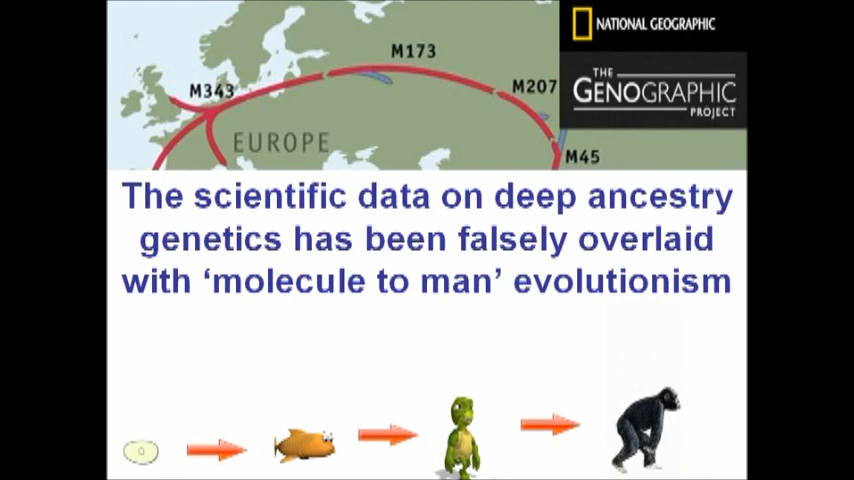 NATIONAL GEOGRAPHIC
M173
M343
M207
THE
GENOGRAPHIC
PROJECT
EUROPE
M45
The scientific data on deep ancestry
genetics has been falsely overlaid
with ‘molecule to man’ evolutionism